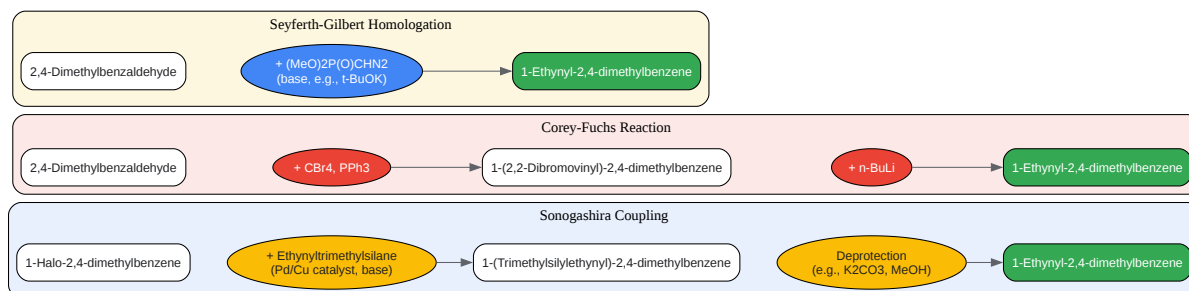 Seyferth-Gilbert Homologation
2,4-Dimethylbenzaldehyde
+ (MeO)2P(O)CHN2
(base, e.g., t-BuOK)
1-Ethynyl-2,4-dimethylbenzene
Corey-Fuchs Reaction
2,4-Dimethylbenzaldehyde
+ CBr4, PPh3
1-(2,2-Dibromovinyl)-2,4-dimethylbenzene
+ n-BuLi
1-Ethynyl-2,4-dimethylbenzene
Sonogashira Coupling
1-Halo-2,4-dimethylbenzene
+ Ethynyltrimethylsilane
(Pd/Cu catalyst, base)
1-(Trimethylsilylethynyl)-2,4-dimethylbenzene
Deprotection
(e.g., K2CO3, MeOH)
1-Ethynyl-2,4-dimethylbenzene